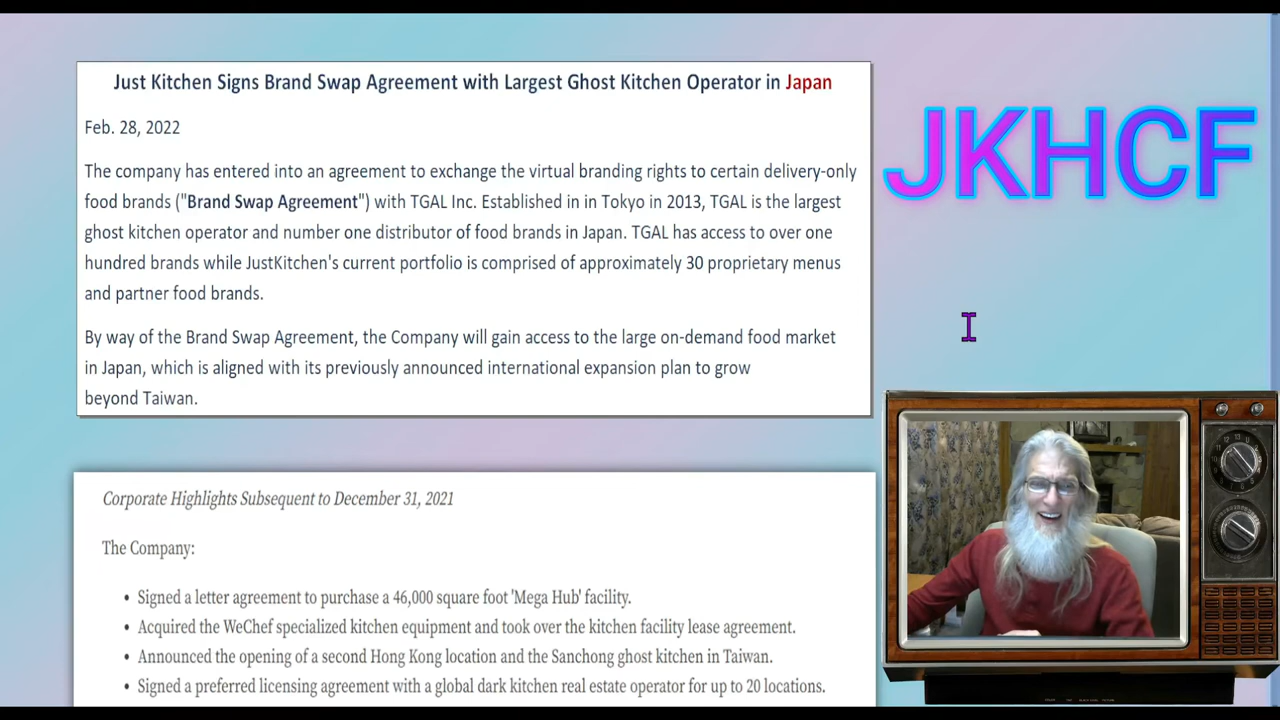 Just Kitchen Signs Brand Swap Agreement with Largest Ghost Kitchen Operator in Japan
Feb. 28, 2022
The company has entered into an agreement to exchange the virtual branding rights to certain delivery-only
food brands ("Brand Swap Agreement") with TGAL Inc. Established in in Tokyo in 2013, TGAL is the largest
ghost kitchen operator and number one distributor of food brands in Japan. TGAL has access to over one
hundred brands while JustKitchen's current portfolio is comprised of approximately 30 proprietary menus
and partner food brands.
By way of the Brand Swap Agreement, the Company will gain access to the large on-demand food market
in Japan, which is aligned with its previously announced international expansion plan to grow
beyond Taiwan.
JKHCF
Corporate Highlights Subsequent to December 31, 2021
The Company:
• Signed a letter agreement to purchase a 46,000 square foot 'Mega Hub' facility.
• Acquired the WeChef specialized kitchen equipment and took over the kitchen facility lease agreement.
• Announced the opening of a second Hong Kong location and the Sanchong ghost kitchen in Taiwan.
• Signed a preferred licensing agreement with a global dark kitchen real estate operator for up to 20 locations.